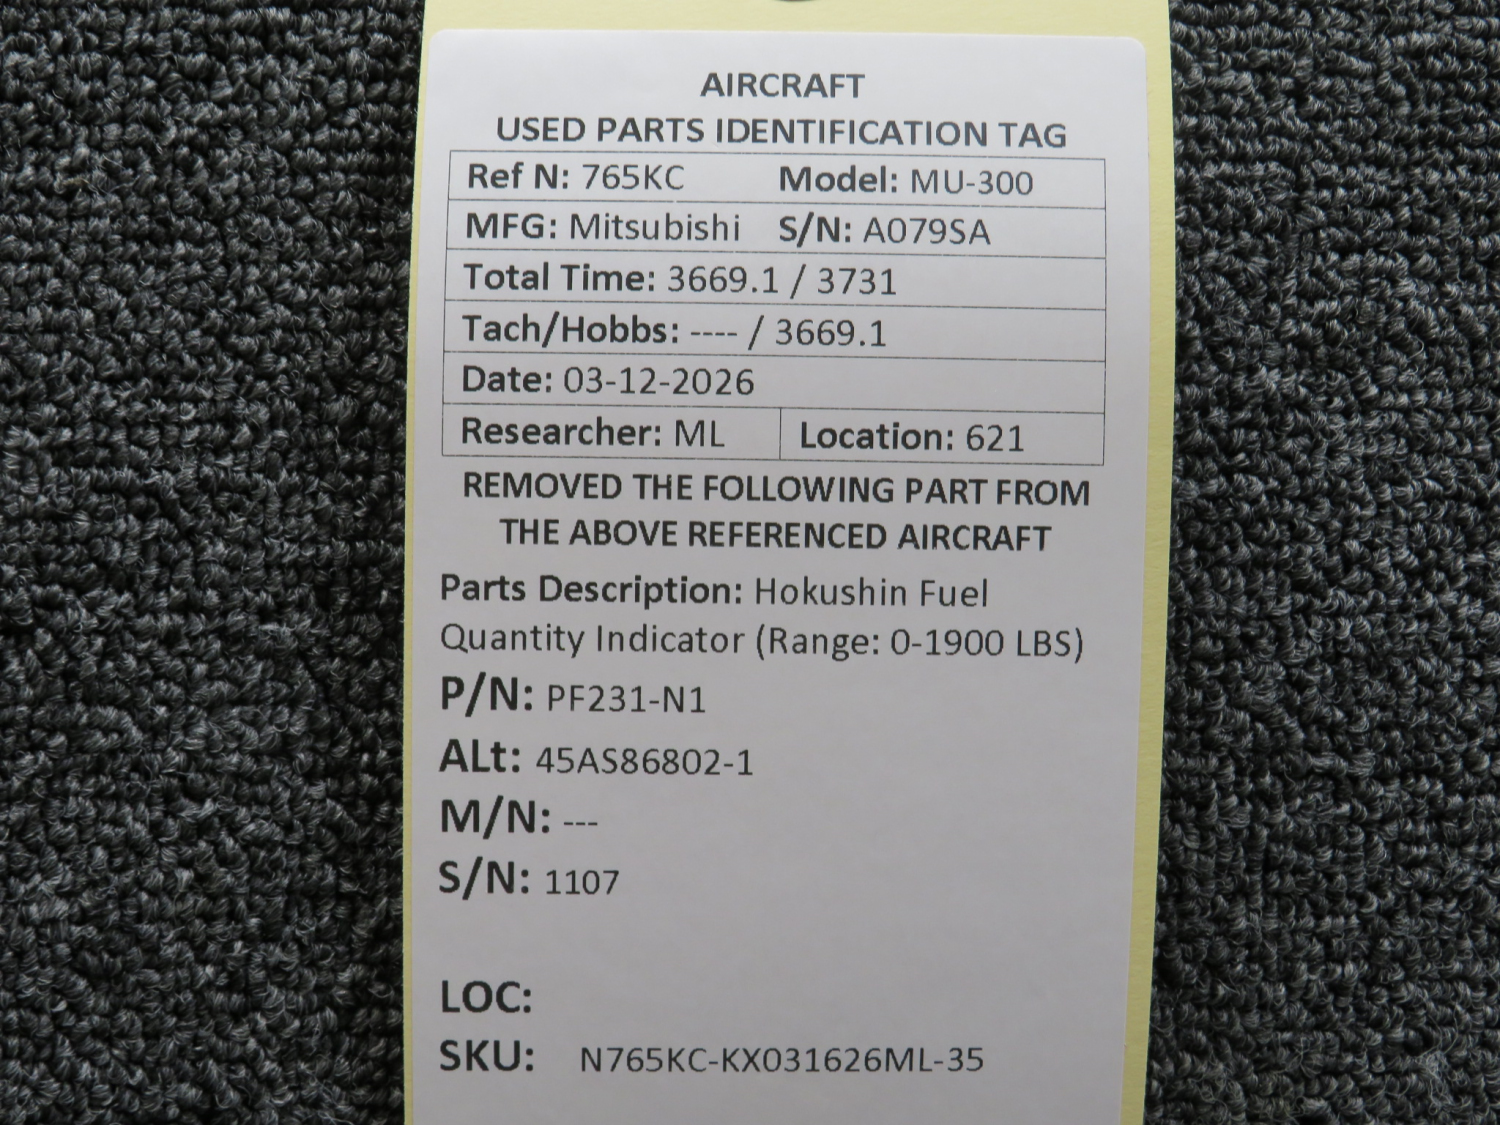 AIRCRAFT
USED PARTS IDENTIFICATION TAG
Ref N: 765KC Model: MU-300
MFG: Mitsubishi S/N: A079SA
Total Time: 3669.1 / 3731
Tach/Hobbs: ---- / 3669.1
Date: 03-12-2026
Researcher: ML Location: 621
REMOVED THE FOLLOWING PART FROM
THE ABOVE REFERENCED AIRCRAFT
Parts Description: Hokushin Fuel
Quantity Indicator (Range: 0-1900 LBS)
P/N: PF231-N1
ALt: 45AS86802-1
M/N: ---
S/N: 1107
LOC:
SKU: N765KC-KX031626ML-35